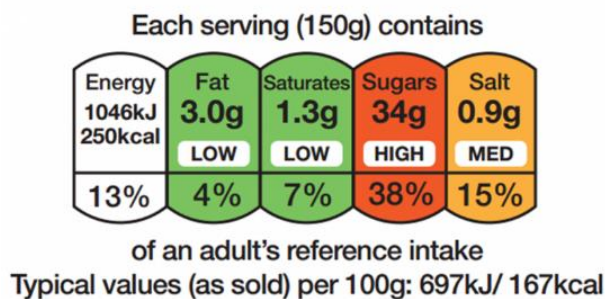 Each serving (150g) contains
Energy Fat Saturates Sugars Salt
1046kJ 3.0g 1.3g 34g 0.9g
250kcal
LOW LOW HIGH MED
13% 4% 7% 38% 15%
of an adult's reference intake
Typical values (as sold) per 100g: 697kJ/ 167kcal